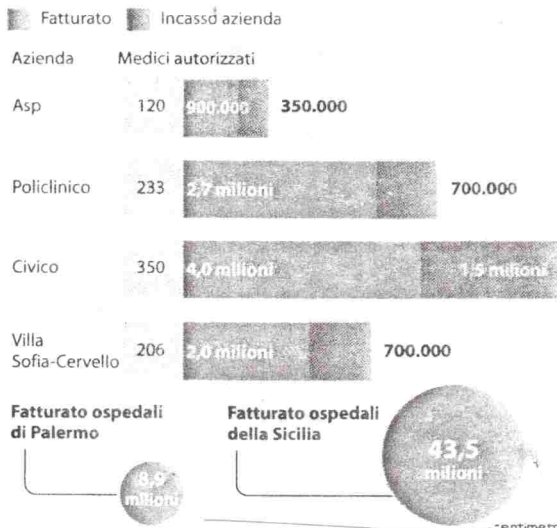 Fatturato Incasso azienda
Azienda Medici autorizzati
Asp 120 900.000 350.000
Policlinico 233 2,7 milioni 700.000
Civico 350 4,0 milioni 1,5 milioni
Villa
Sofia-Cervello 206 2,0 milioni 700.000
Fatturato ospedali
di Palermo
8,9
milioni
Fatturato ospedali
della Sicilia
43,5
milioni